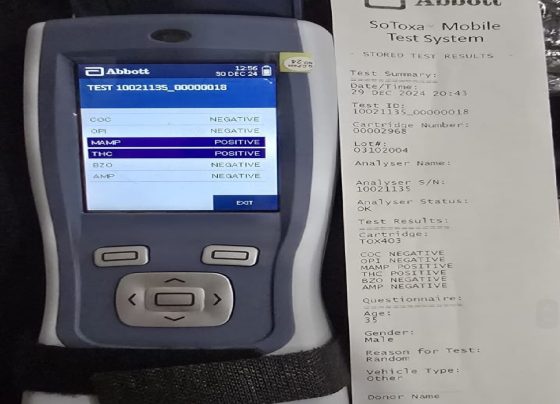 Abbott
12:56
30 DEC 24
TEST 10021135_00000018
COC NEGATIVE
OPI NEGATIVE
MAMP POSITIVE
THC POSITIVE
BZO NEGATIVE
AMP NEGATIVE
EXIT
Abbott
SoToxa Mobile
Test System
- STORED TEST RESULTS -
Test Summary:
Date/Time:
29 DEC 2024 20:43
Test ID:
10021135_00000018
Cartridge Number:
00002968
Lot#:
03102004
Analyser Name:
Analyser S/N:
10021135
Analyser Status:
OK
Test Results:
Cartridge:
TOX403
COC NEGATIVE
OPI NEGATIVE
MAMP POSITIVE
THC POSITIVE
BZO NEGATIVE
AMP NEGATIVE
Questionnaire:
Age:
35
Gender:
Male
Reason for Test:
Random
Vehicle Type:
Other
Donor Name